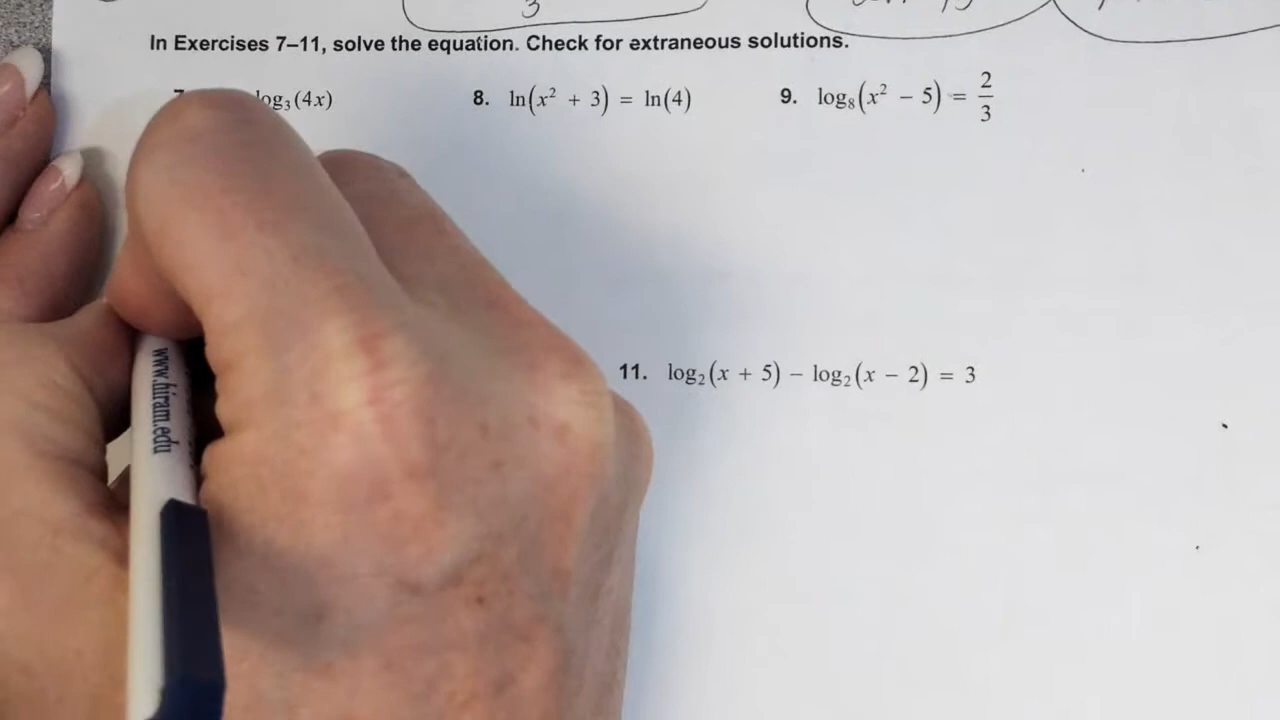 3
In Exercises 7–11, solve the equation. Check for extraneous solutions.
log₃(4x)
8. ln(x² + 3) = ln(4)
9. log₈(x² − 5) = 2/3
11. log₂(x + 5) − log₂(x − 2) = 3
www.hiram.edu